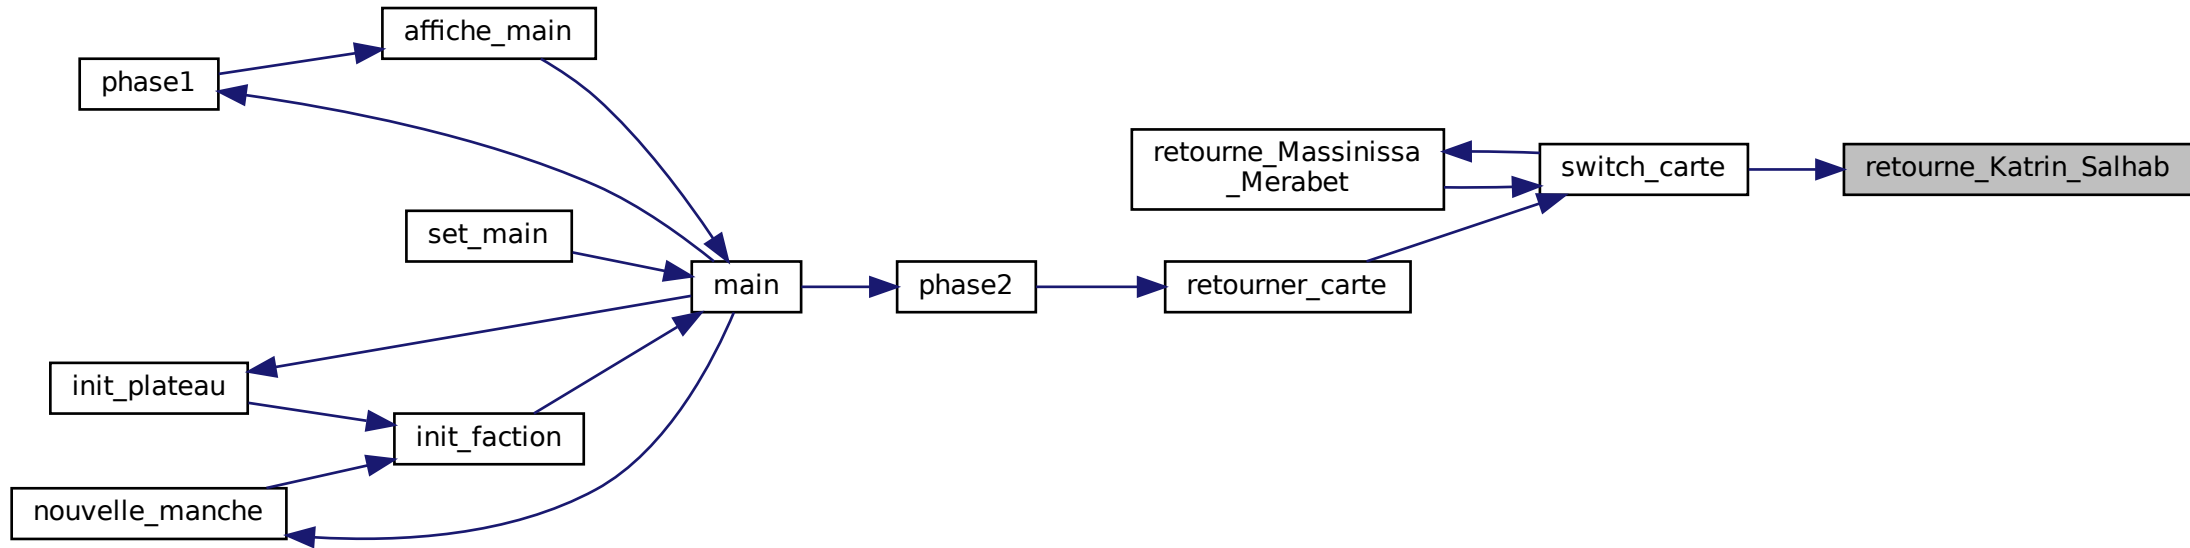 affiche_main
phase1
retourne_Massinissa
_Merabet
switch_carte
retourne_Katrin_Salhab
set_main
main
phase2
retourner_carte
init_plateau
init_faction
nouvelle_manche